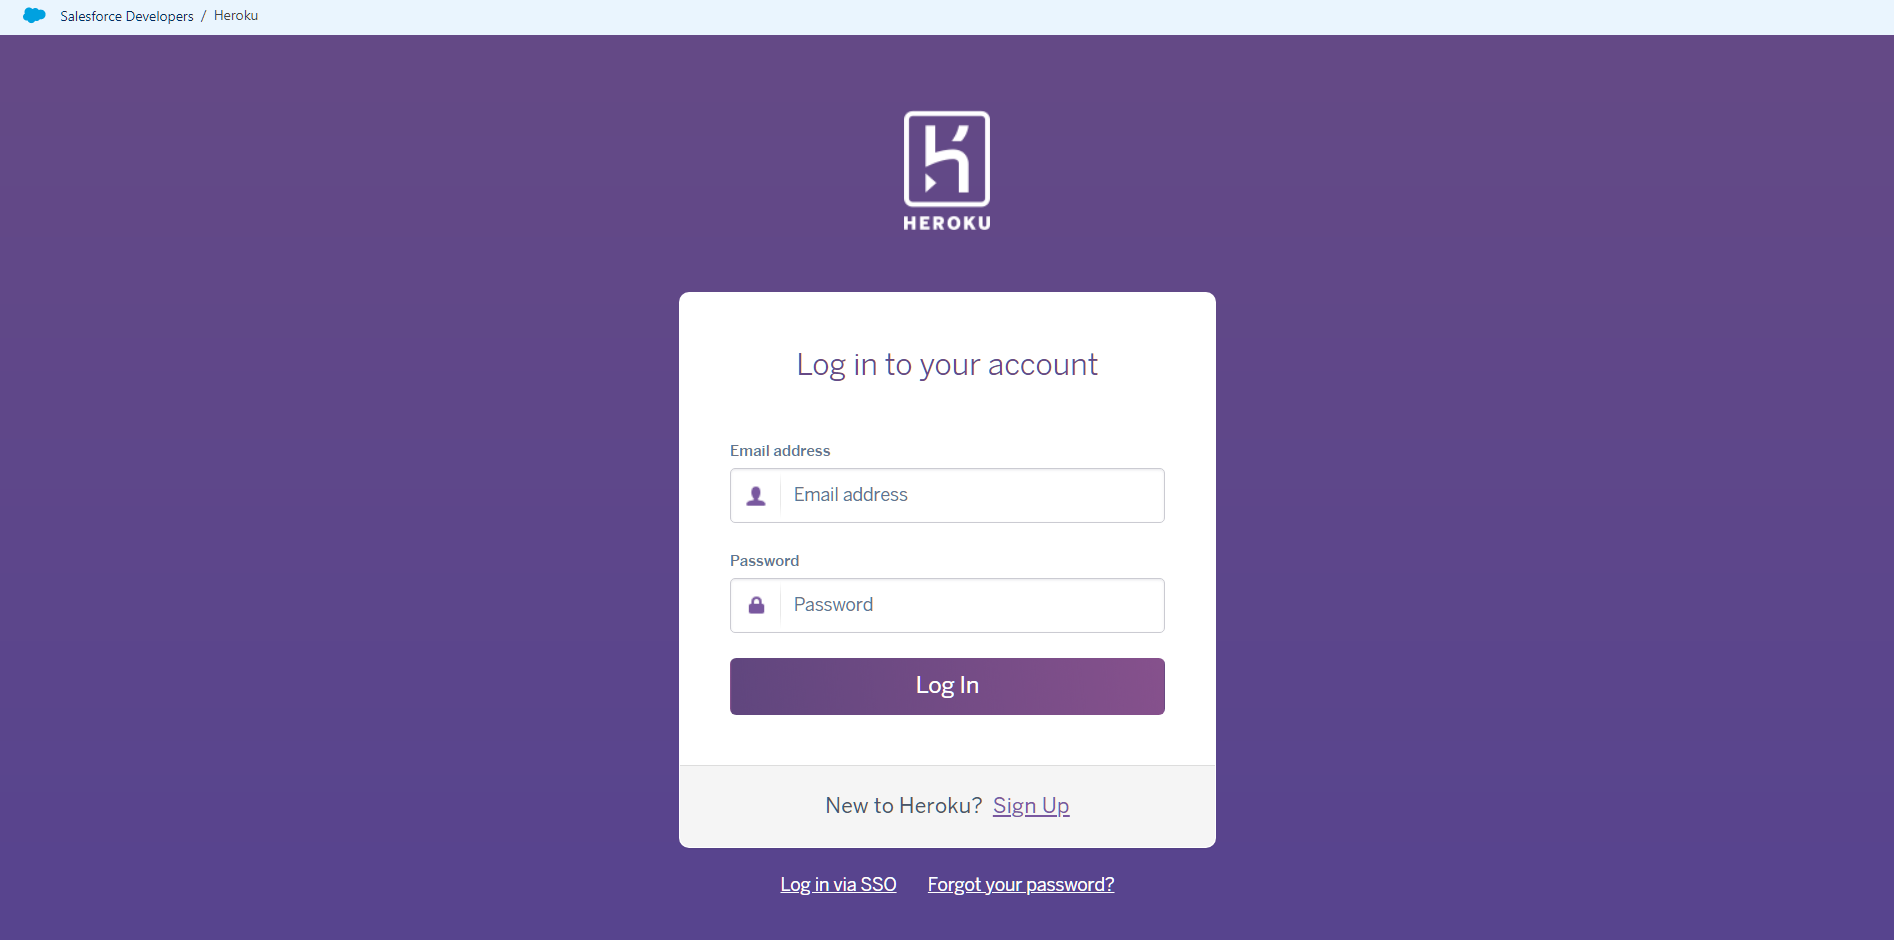 Salesforce Developers / Heroku
HEROKU
Log in to your account
Email address
Email address
Password
Password
Log In
New to Heroku? Sign Up
Log in via SSO Forgot your password?